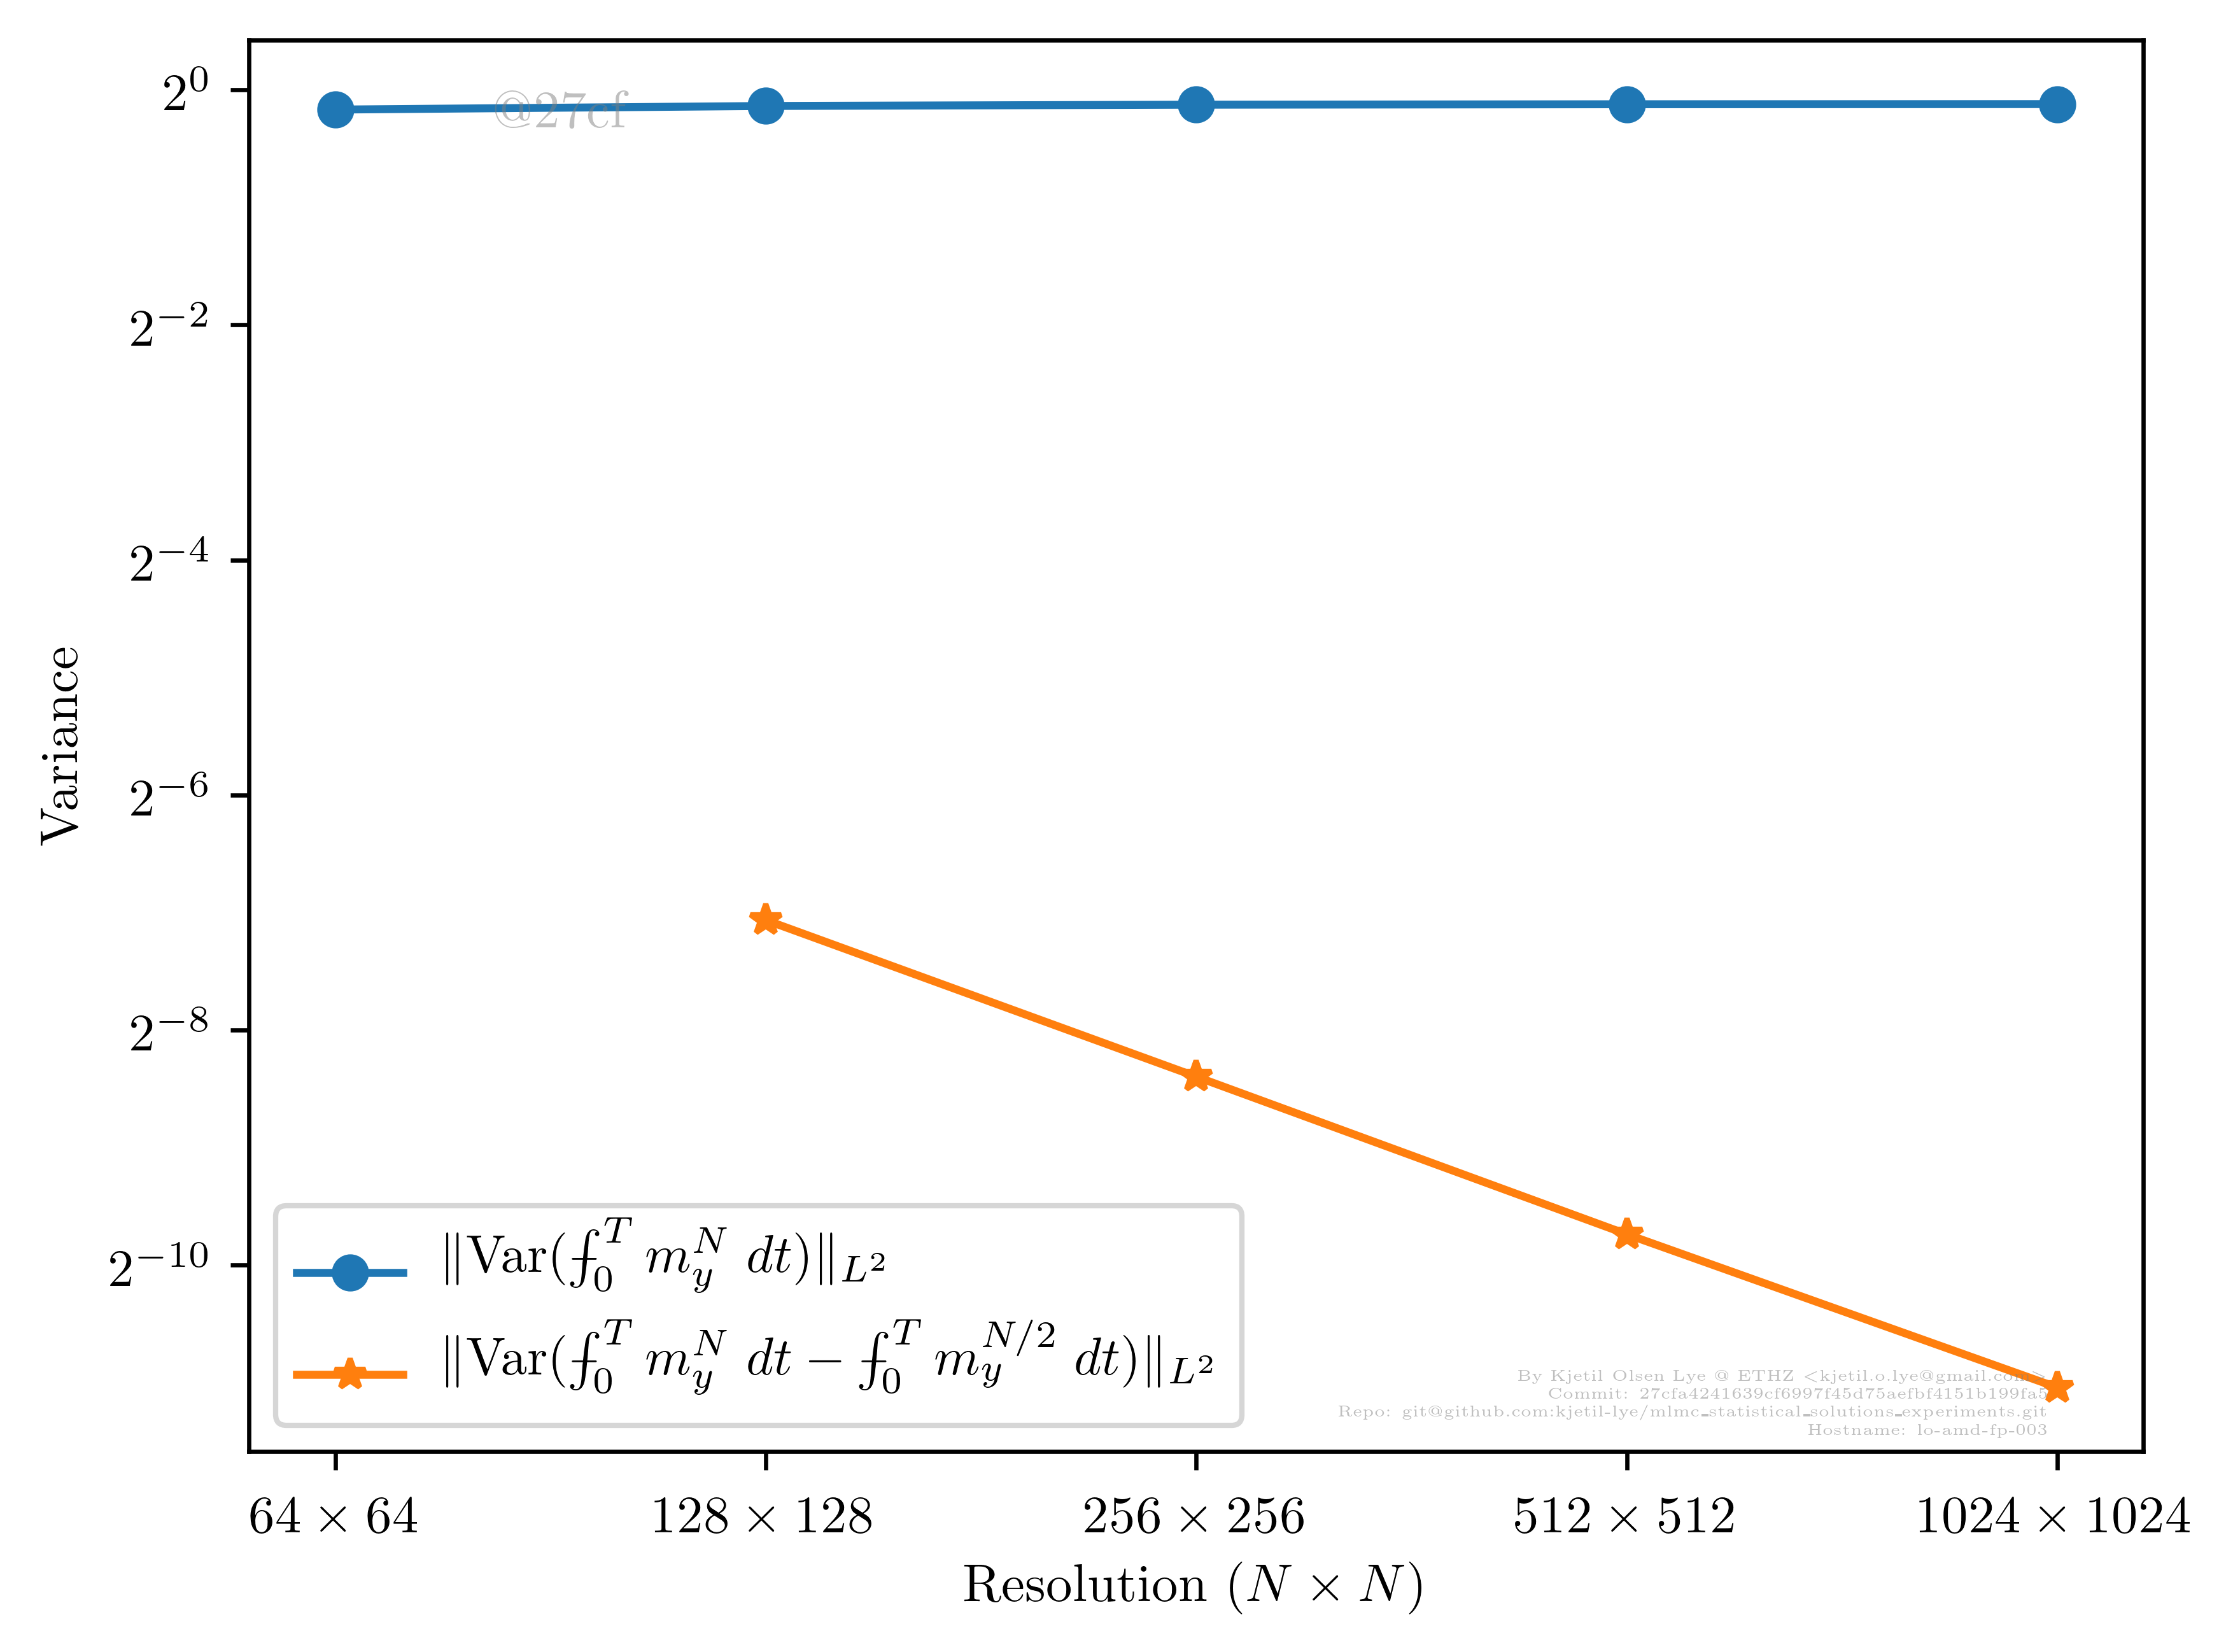 2^0
@27cf
2^{-2}
2^{-4}
2^{-6}
2^{-8}
2^{-10}
Variance
‖Var(⨍_0^T m_y^N dt)‖_{L^2}
‖Var(⨍_0^T m_y^N dt − ⨍_0^T m_y^{N/2} dt)‖_{L^2}
By Kjetil Olsen Lye @ ETHZ <kjetil.o.lye@gmail.com>
Commit: 27cfa4241639cf6997f45d75aefbf4151b199fa5
Repo: git@github.com:kjetil-lye/mlmc_statistical_solutions_experiments.git
Hostname: lo-amd-fp-003
64 × 64 128 × 128 256 × 256 512 × 512 1024 × 1024
Resolution (N × N)